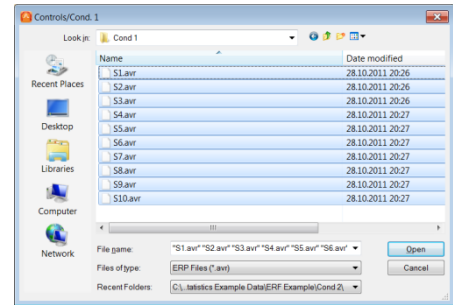 Controls/Cond. 1
Look in: Cond 1
Name Date modified
S1.avr 28.10.2011 20:26
S2.avr 28.10.2011 20:26
S3.avr 28.10.2011 20:26
S4.avr 28.10.2011 20:27
S5.avr 28.10.2011 20:27
S6.avr 28.10.2011 20:27
S7.avr 28.10.2011 20:27
S8.avr 28.10.2011 20:27
S9.avr 28.10.2011 20:27
S10.avr 28.10.2011 20:27
Recent Places
Desktop
Libraries
Computer
Network
File name: "S1.avr" "S2.avr" "S3.avr" "S4.avr" "S5.avr" "S6.avr" Open
Files of type: ERP Files (*.avr) Cancel
Recent Folders: C:\..tatistics Example Data\ERF Example\Cond 2\